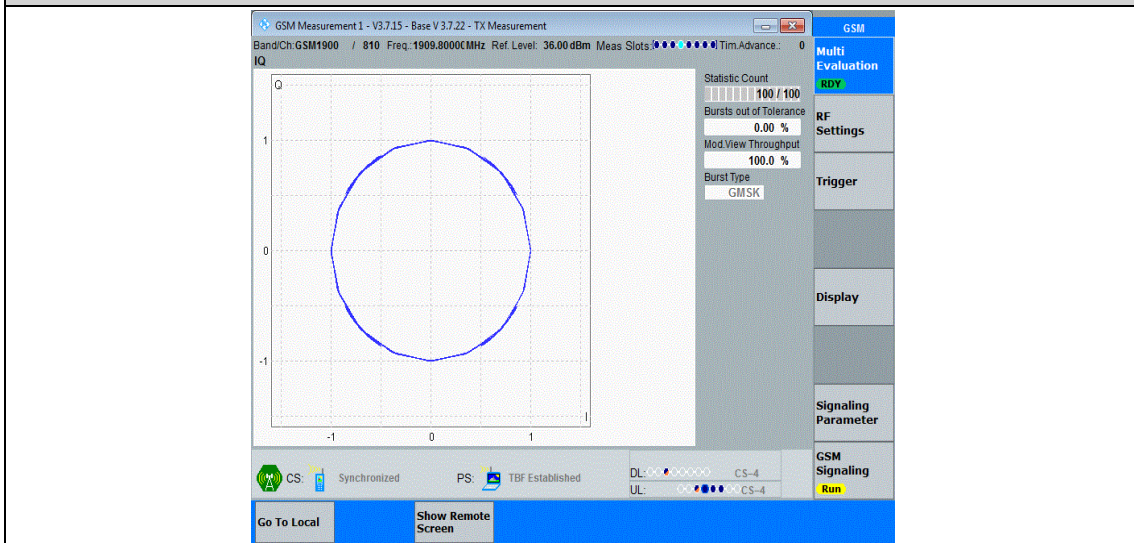 GSM Measurement 1 - V3.7.15 - Base V 3.7.22 - TX Measurement
GSM
Band/Ch:GSM1900 / 810 Freq.:1909.8000CMHz Ref. Level: 36.00 dBm Meas Slots: Tim.Advance.: 0
IQ
Multi
Evaluation
RDY
Q
Statistic Count
100 / 100
Bursts out of Tolerance
0.00 %
Mod.View Throughput
100.0 %
Burst Type
GMSK
RF
Settings
Trigger
Display
1
0
-1
I
-1 0 1
Signaling
Parameter
GSM
Signaling
Run
CS: Synchronized PS: TBF Established
DL: CS-4
UL: CS-4
Go To Local
Show Remote
Screen